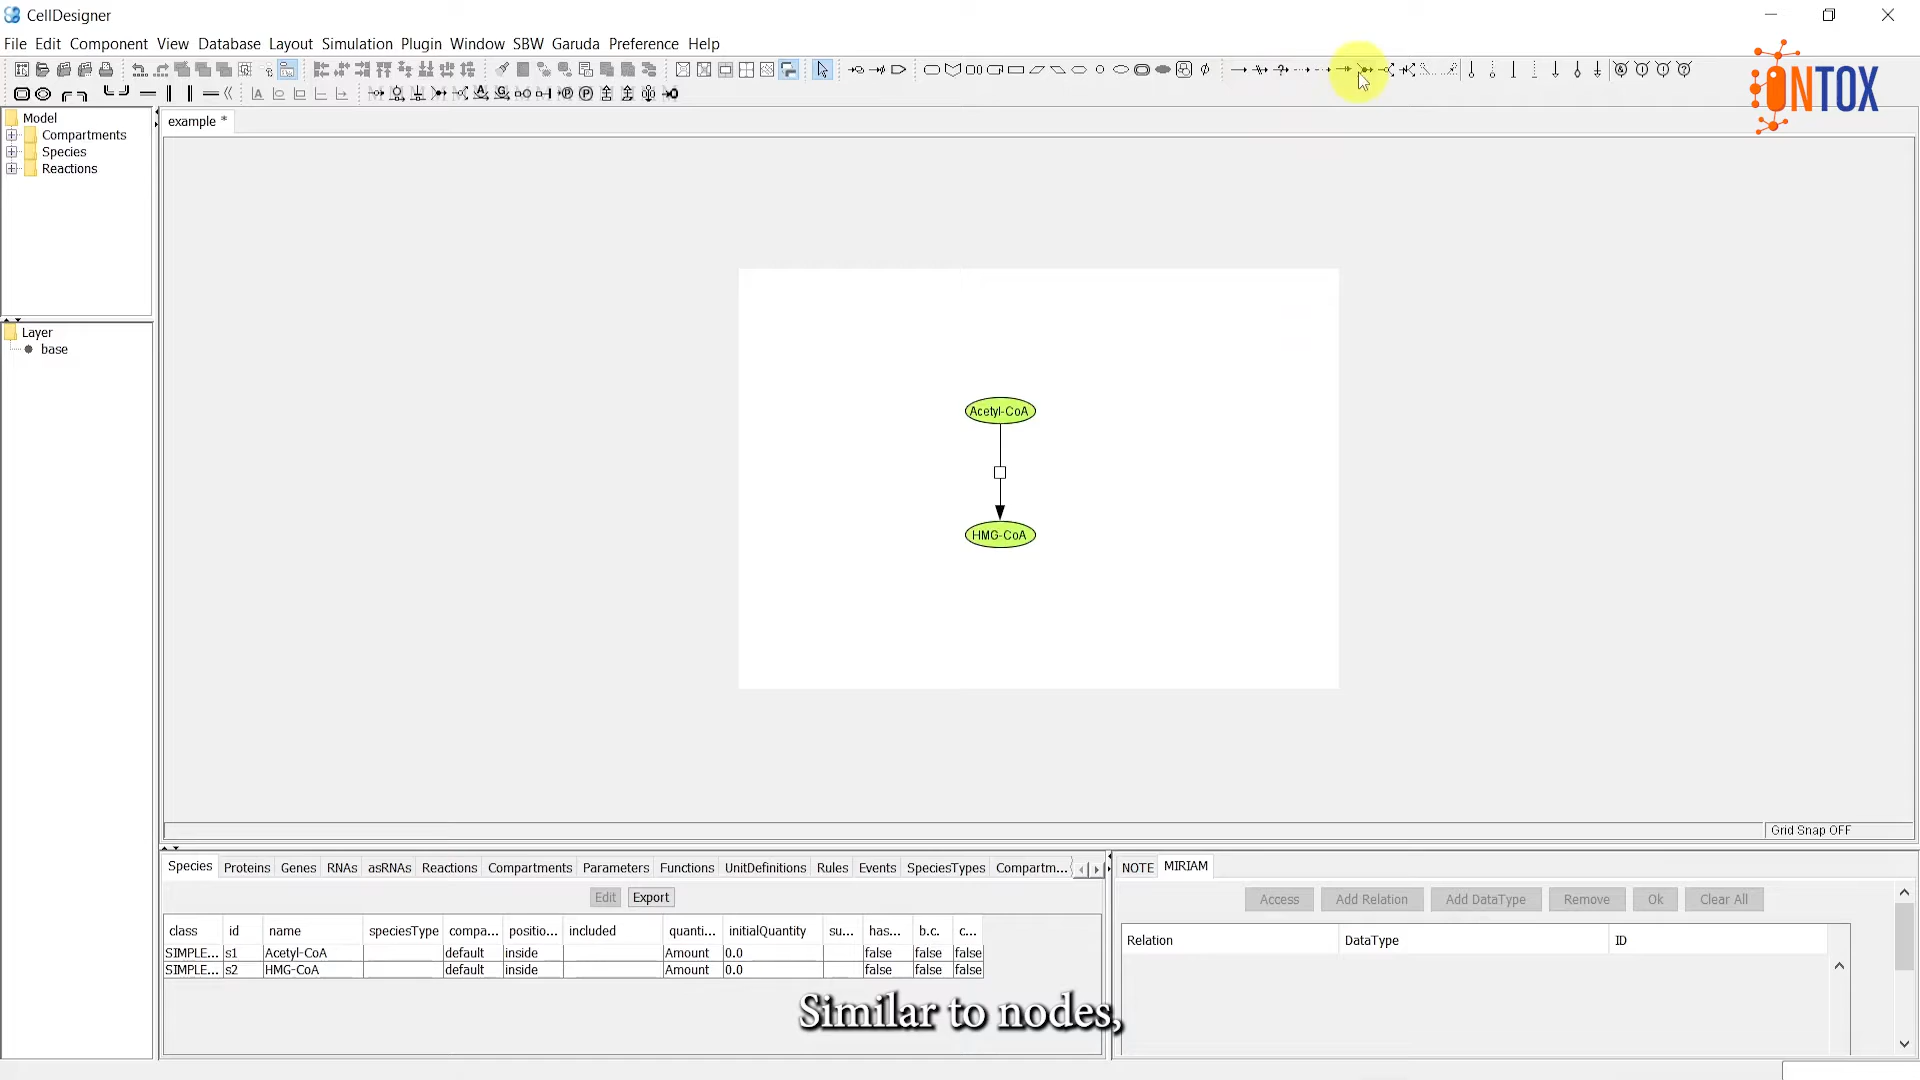 CellDesigner
File Edit Component View Database Layout Simulation Plugin Window SBW Garuda Preference Help
ONTOX
Model
Compartments
Species
Reactions
example *
Layer
base
Acetyl-CoA
HMG-CoA
Grid Snap OFF
Species Proteins Genes RNAs asRNAs Reactions Compartments Parameters Functions UnitDefinitions Rules Events SpeciesTypes Compartm...
Edit Export
class id name speciesType compa... positio... included quanti... initialQuantity su... has... b.c. c...
SIMPLE... s1 Acetyl-CoA default inside Amount 0.0 false false false
SIMPLE... s2 HMG-CoA default inside Amount 0.0 false false false
NOTE MIRIAM
Access Add Relation Add DataType Remove Ok Clear All
Relation DataType ID
Similar to nodes,